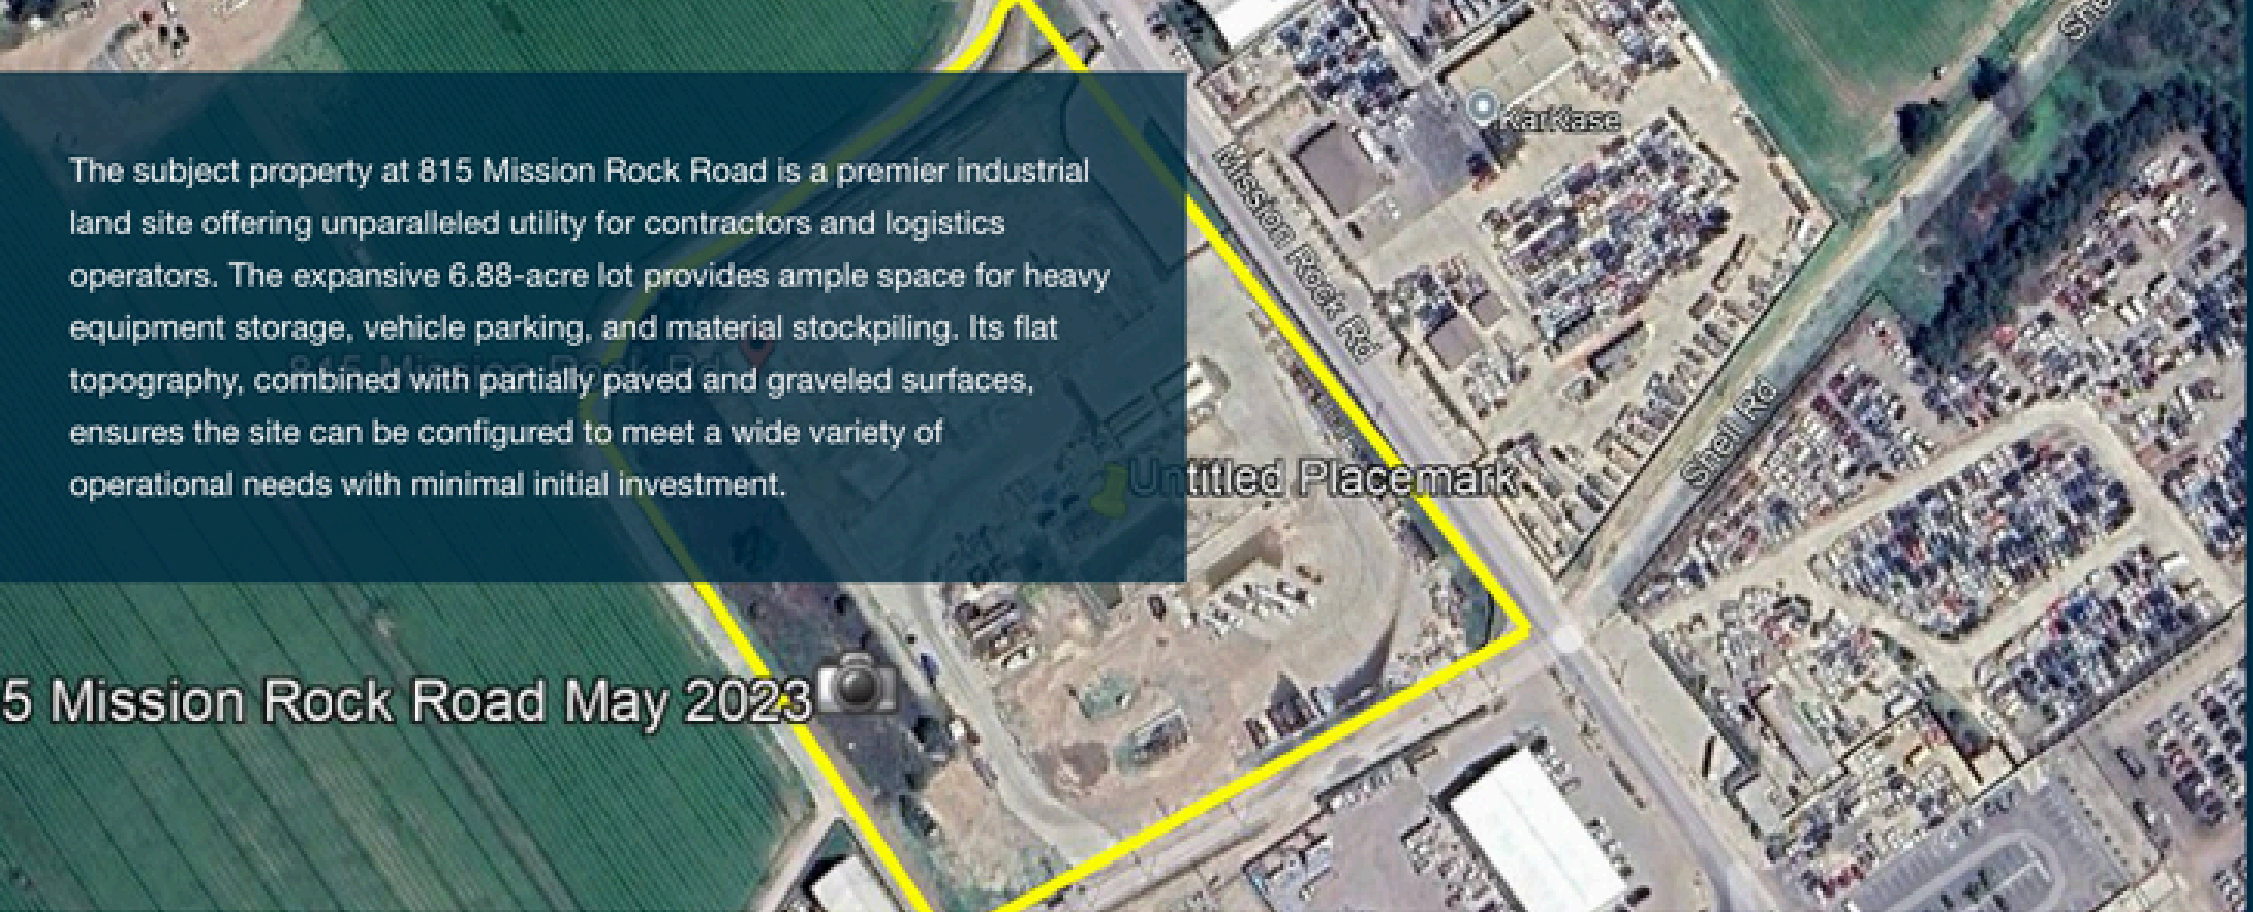 The subject property at 815 Mission Rock Road is a premier industrial
land site offering unparalleled utility for contractors and logistics
operators. The expansive 6.88-acre lot provides ample space for heavy
equipment storage, vehicle parking, and material stockpiling. Its flat
topography, combined with partially paved and graveled surfaces,
ensures the site can be configured to meet a wide variety of
operational needs with minimal initial investment.
815 Mission Rock Rd
KarKase
Mission Rock Rd
Shell Rd
Untitled Placemark
5 Mission Rock Road May 2023